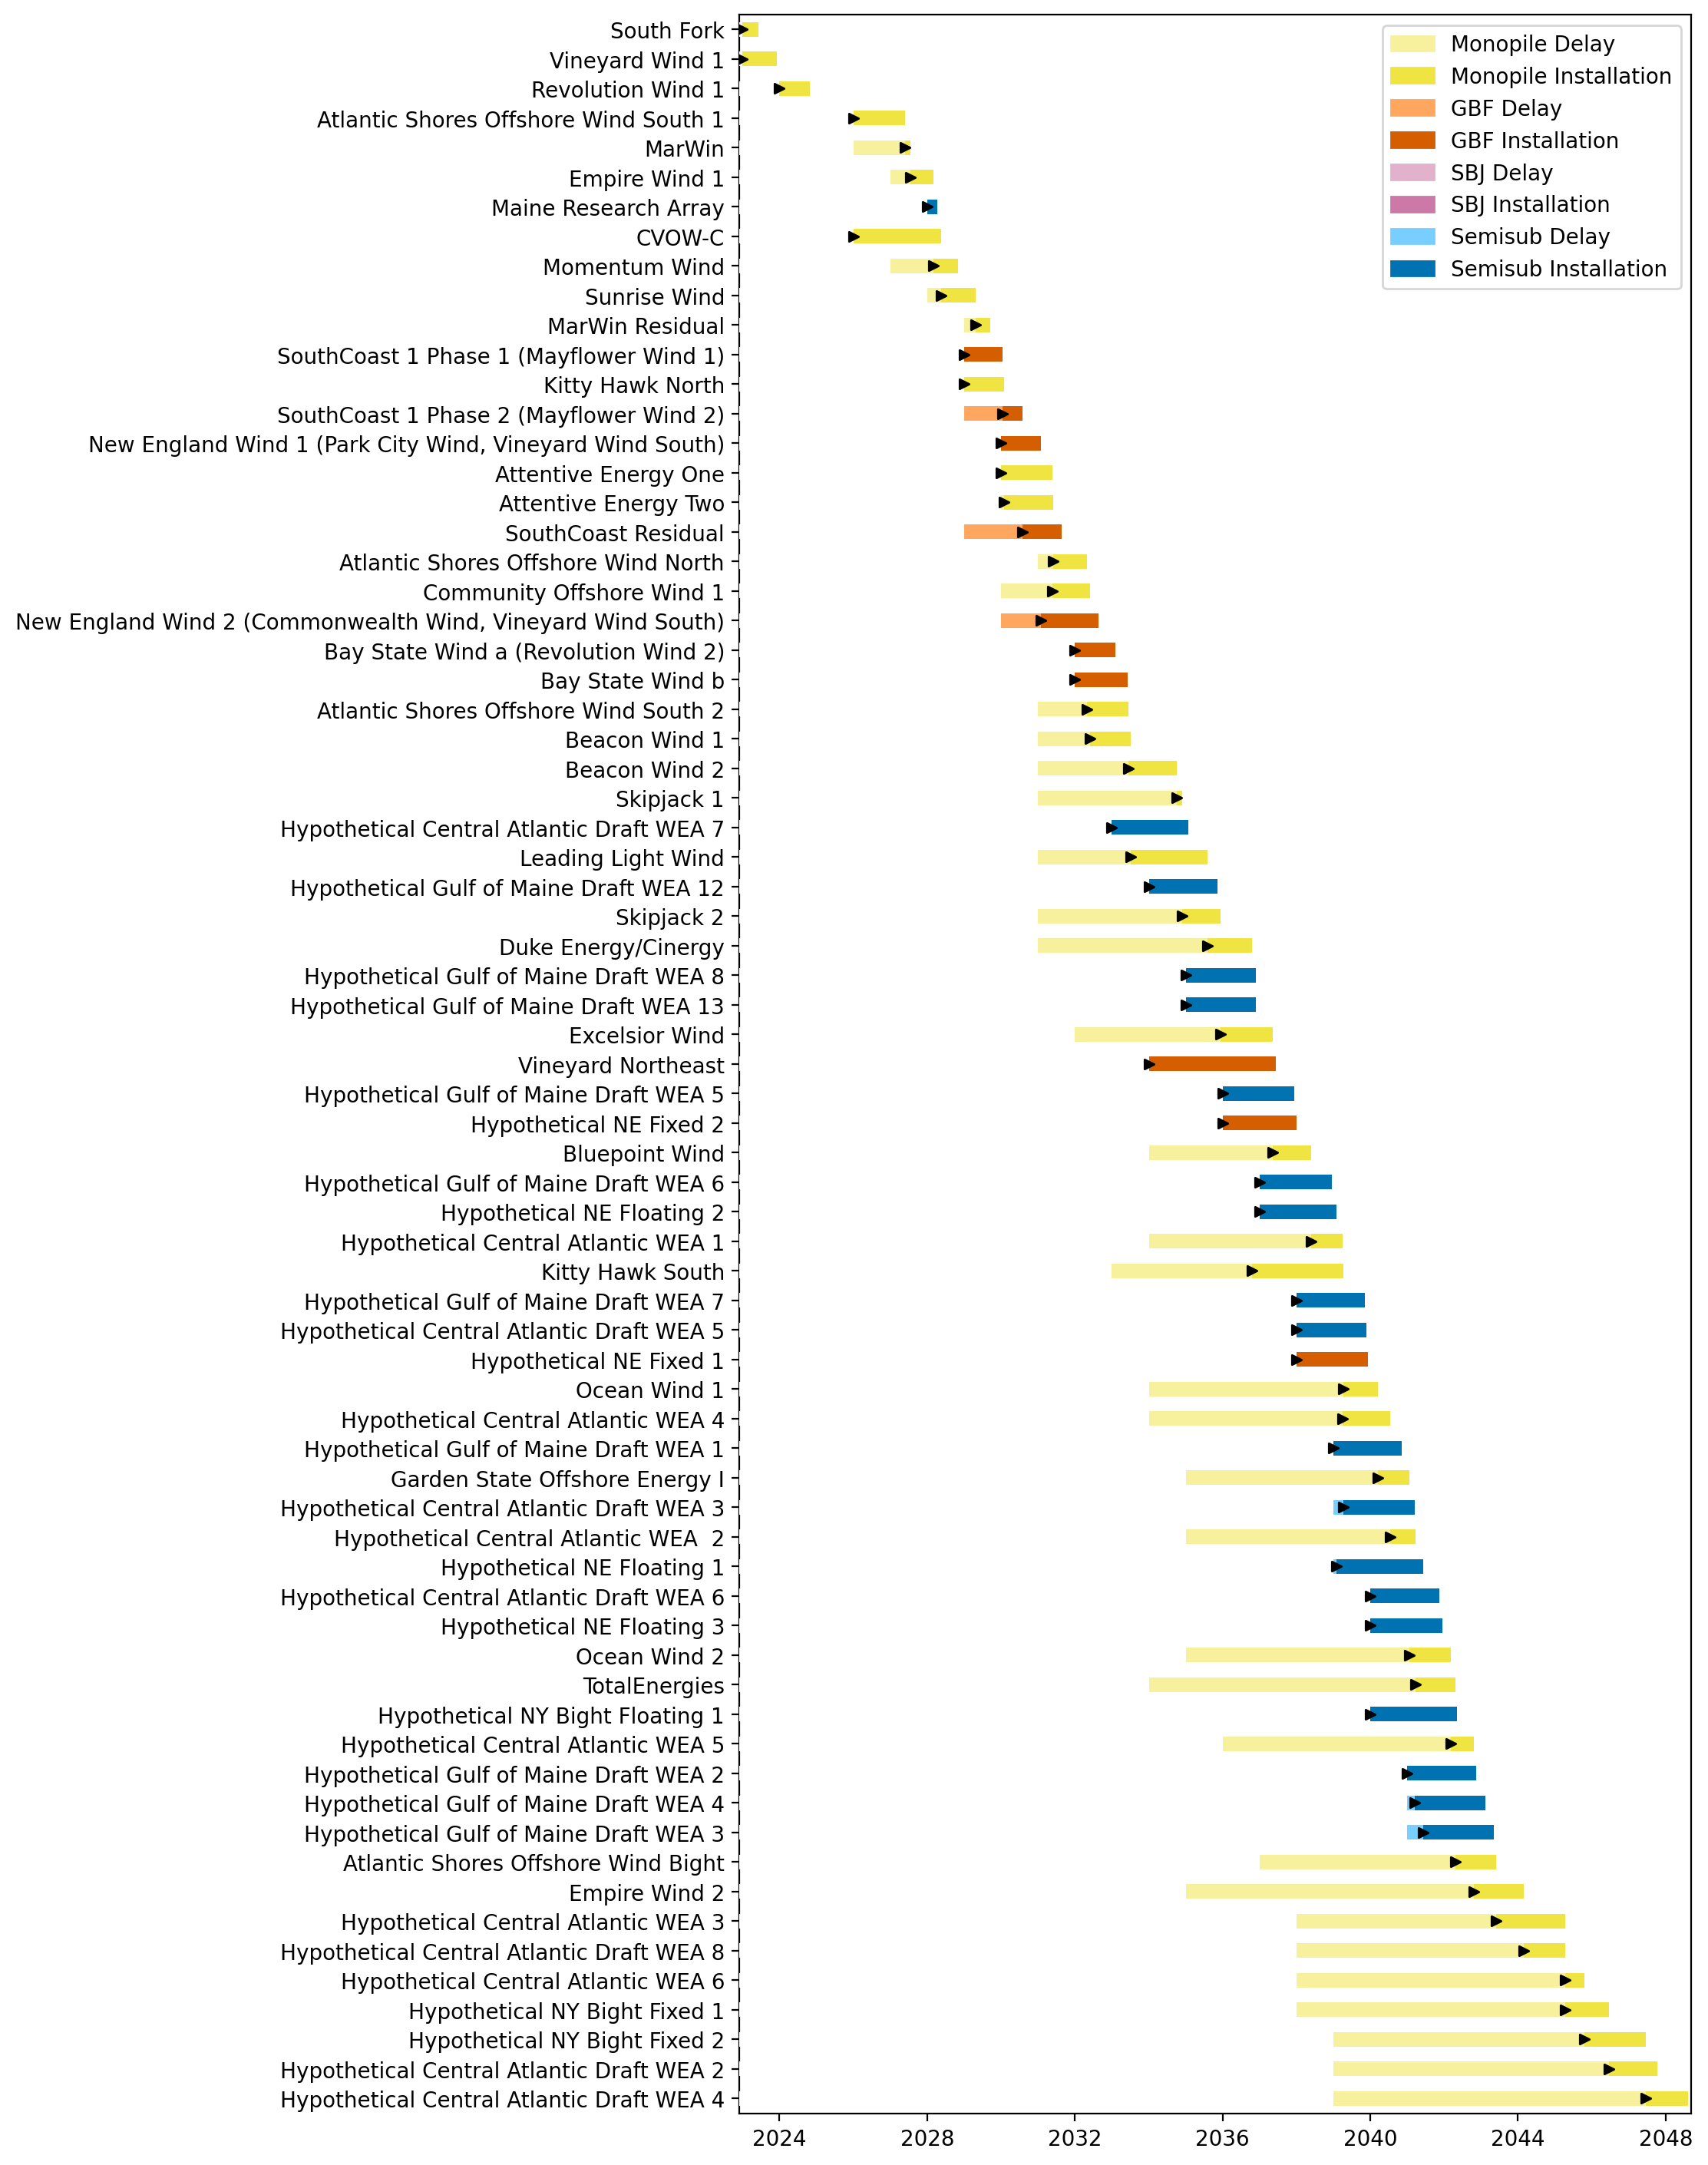 South Fork
Vineyard Wind 1
Revolution Wind 1
Atlantic Shores Offshore Wind South 1
MarWin
Empire Wind 1
Maine Research Array
CVOW-C
Momentum Wind
Sunrise Wind
MarWin Residual
SouthCoast 1 Phase 1 (Mayflower Wind 1)
Kitty Hawk North
SouthCoast 1 Phase 2 (Mayflower Wind 2)
New England Wind 1 (Park City Wind, Vineyard Wind South)
Attentive Energy One
Attentive Energy Two
SouthCoast Residual
Atlantic Shores Offshore Wind North
Community Offshore Wind 1
New England Wind 2 (Commonwealth Wind, Vineyard Wind South)
Bay State Wind a (Revolution Wind 2)
Bay State Wind b
Atlantic Shores Offshore Wind South 2
Beacon Wind 1
Beacon Wind 2
Skipjack 1
Hypothetical Central Atlantic Draft WEA 7
Leading Light Wind
Hypothetical Gulf of Maine Draft WEA 12
Skipjack 2
Duke Energy/Cinergy
Hypothetical Gulf of Maine Draft WEA 8
Hypothetical Gulf of Maine Draft WEA 13
Excelsior Wind
Vineyard Northeast
Hypothetical Gulf of Maine Draft WEA 5
Hypothetical NE Fixed 2
Bluepoint Wind
Hypothetical Gulf of Maine Draft WEA 6
Hypothetical NE Floating 2
Hypothetical Central Atlantic WEA 1
Kitty Hawk South
Hypothetical Gulf of Maine Draft WEA 7
Hypothetical Central Atlantic Draft WEA 5
Hypothetical NE Fixed 1
Ocean Wind 1
Hypothetical Central Atlantic WEA 4
Hypothetical Gulf of Maine Draft WEA 1
Garden State Offshore Energy I
Hypothetical Central Atlantic Draft WEA 3
Hypothetical Central Atlantic WEA  2
Hypothetical NE Floating 1
Hypothetical Central Atlantic Draft WEA 6
Hypothetical NE Floating 3
Ocean Wind 2
TotalEnergies
Hypothetical NY Bight Floating 1
Hypothetical Central Atlantic WEA 5
Hypothetical Gulf of Maine Draft WEA 2
Hypothetical Gulf of Maine Draft WEA 4
Hypothetical Gulf of Maine Draft WEA 3
Atlantic Shores Offshore Wind Bight
Empire Wind 2
Hypothetical Central Atlantic WEA 3
Hypothetical Central Atlantic Draft WEA 8
Hypothetical Central Atlantic WEA 6
Hypothetical NY Bight Fixed 1
Hypothetical NY Bight Fixed 2
Hypothetical Central Atlantic Draft WEA 2
Hypothetical Central Atlantic Draft WEA 4
Monopile Delay
Monopile Installation
GBF Delay
GBF Installation
SBJ Delay
SBJ Installation
Semisub Delay
Semisub Installation
2024 2028 2032 2036 2040 2044 2048